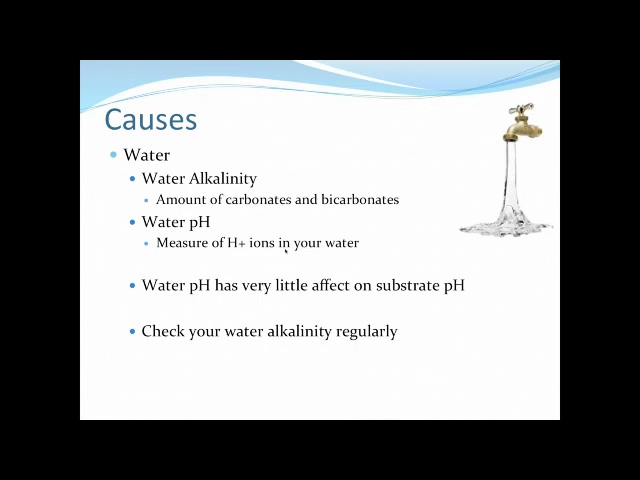 Causes
Water
Water Alkalinity
Amount of carbonates and bicarbonates
Water pH
Measure of H+ ions in your water
Water pH has very little affect on substrate pH
Check your water alkalinity regularly